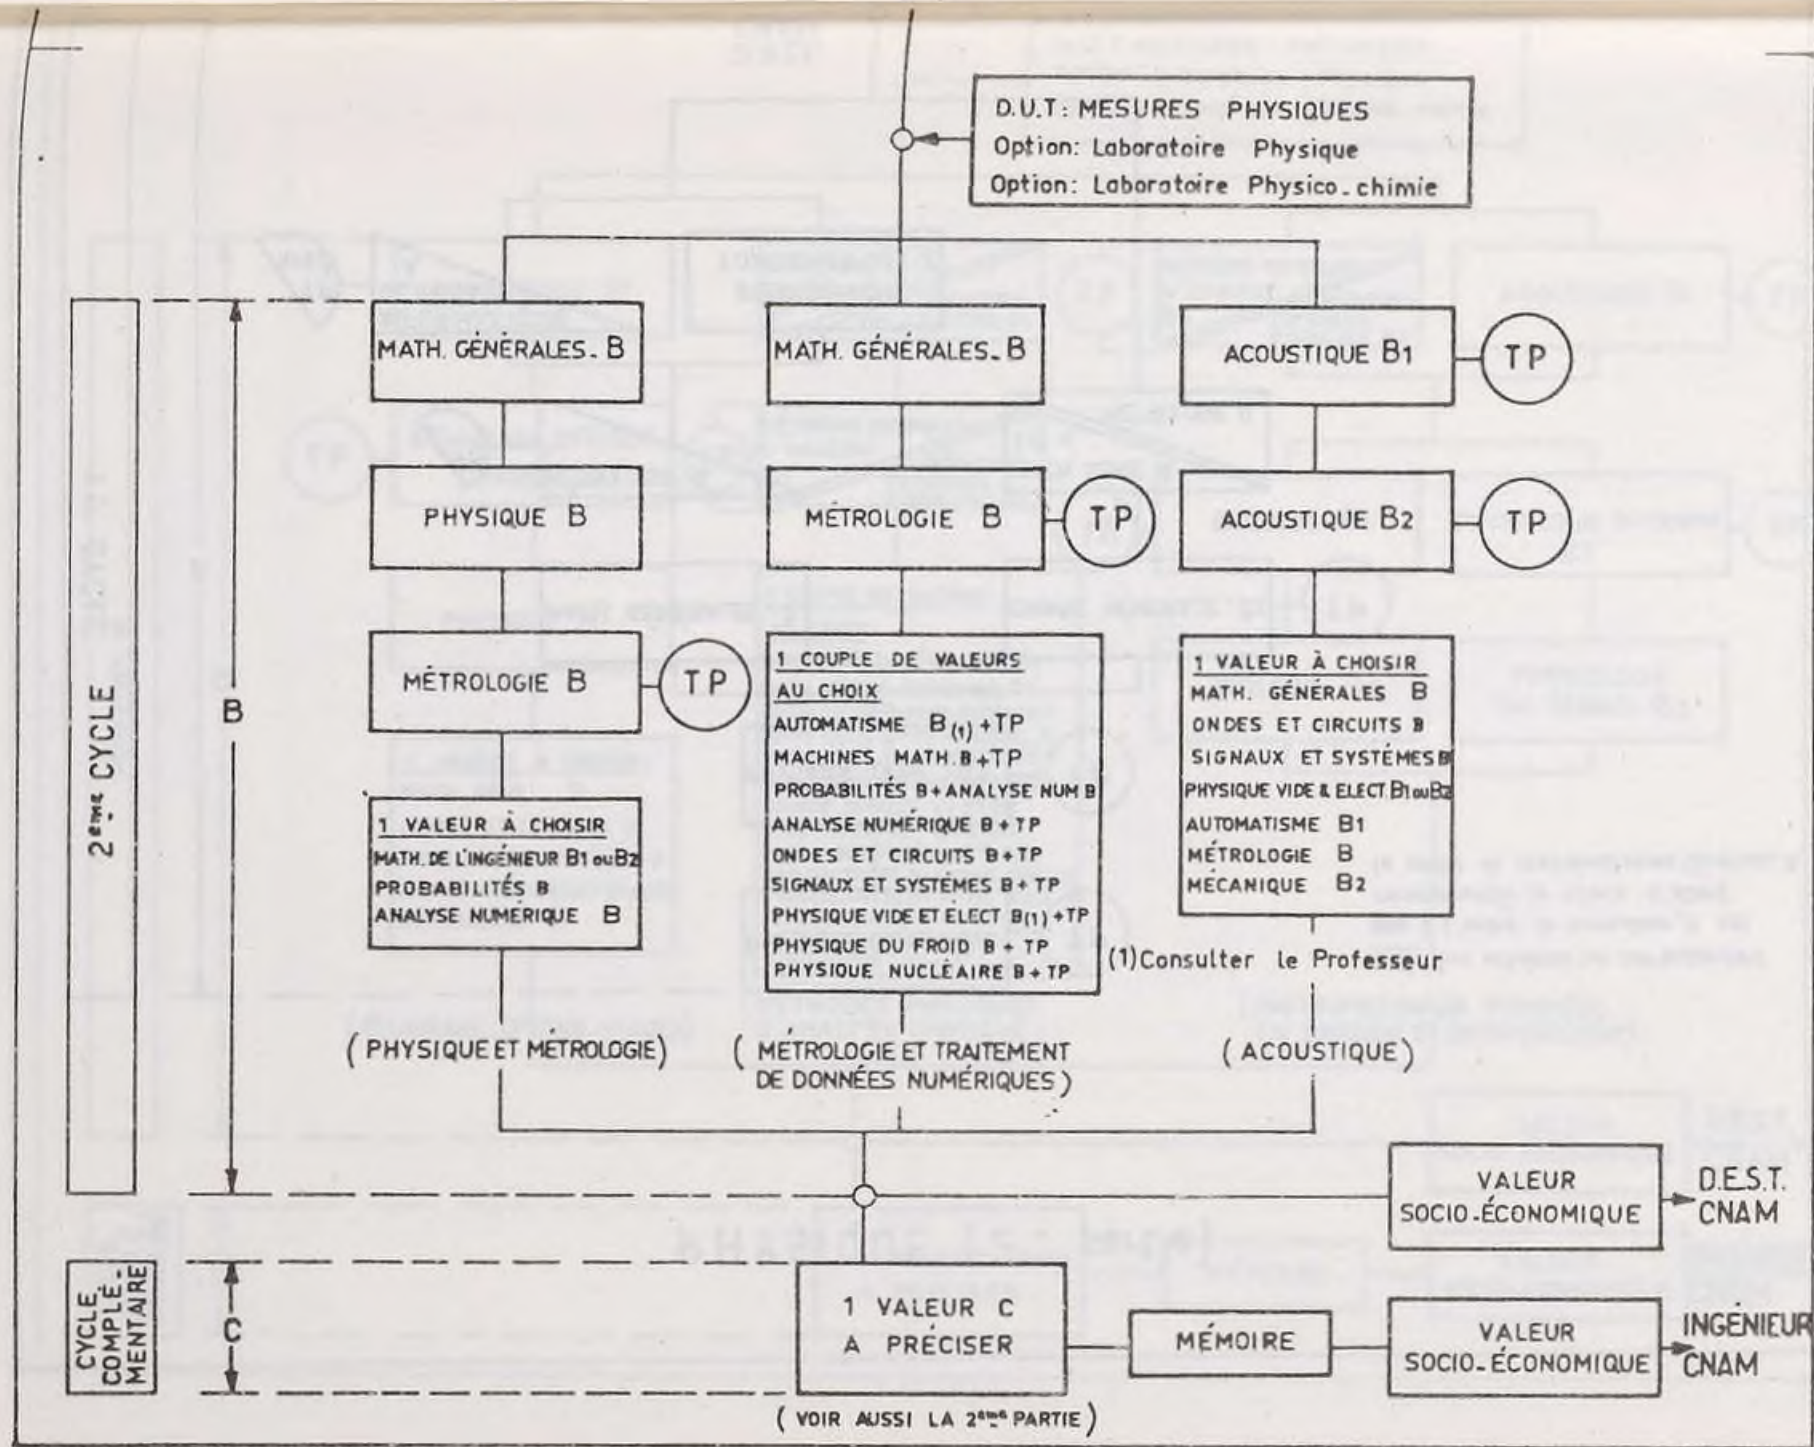 D.U.T: MESURES PHYSIQUES
Option: Laboratoire Physique
Option: Laboratoire Physico-chimie
2ème CYCLE
B
MATH. GÉNÉRALES-B
PHYSIQUE B
MÉTROLOGIE B
TP
1 VALEUR À CHOISIR
MATH. DE L'INGÉNIEUR B1 ou B2
PROBABILITÉS B
ANALYSE NUMÉRIQUE B
(PHYSIQUE ET MÉTROLOGIE)
MATH. GÉNÉRALES-B
MÉTROLOGIE B
TP
1 COUPLE DE VALEURS
AU CHOIX
AUTOMATISME B(1)+TP
MACHINES MATH. B+TP
PROBABILITÉS B+ANALYSE NUM B
ANALYSE NUMÉRIQUE B+TP
ONDES ET CIRCUITS B+TP
SIGNAUX ET SYSTÈMES B+TP
PHYSIQUE VIDE ET ÉLECT B(1)+TP
PHYSIQUE DU FROID B+TP
PHYSIQUE NUCLÉAIRE B+TP
(MÉTROLOGIE ET TRAITEMENT
DE DONNÉES NUMÉRIQUES)
ACOUSTIQUE B1
TP
ACOUSTIQUE B2
TP
1 VALEUR À CHOISIR
MATH. GÉNÉRALES B
ONDES ET CIRCUITS B
SIGNAUX ET SYSTÉMES B
PHYSIQUE VIDE & ELECT. B1 ou B2
AUTOMATISME B1
MÉTROLOGIE B
MÉCANIQUE B2
(1)Consulter le Professeur
(ACOUSTIQUE)
VALEUR
SOCIO-ÉCONOMIQUE
D.E.S.T.
CNAM
CYCLE
COMPLÉ-
MENTAIRE
C
1 VALEUR C
A PRÉCISER
MÉMOIRE
VALEUR
SOCIO-ÉCONOMIQUE
INGÉNIEUR
CNAM
(VOIR AUSSI LA 2ème PARTIE)